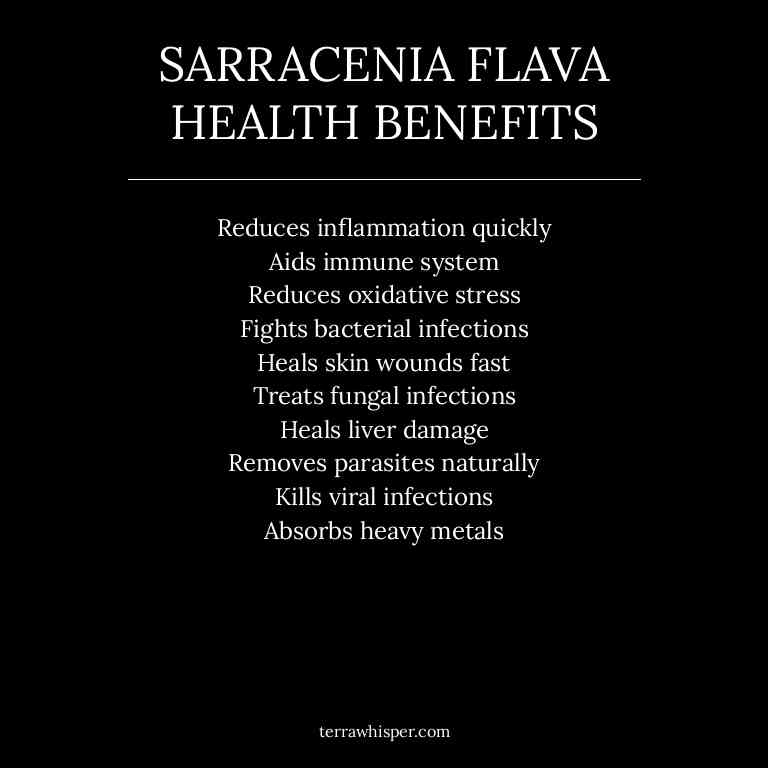 SARRACENIA FLAVA
HEALTH BENEFITS
Reduces inflammation quickly
Aids immune system
Reduces oxidative stress
Fights bacterial infections
Heals skin wounds fast
Treats fungal infections
Heals liver damage
Removes parasites naturally
Kills viral infections
Absorbs heavy metals
terrawhisper.com